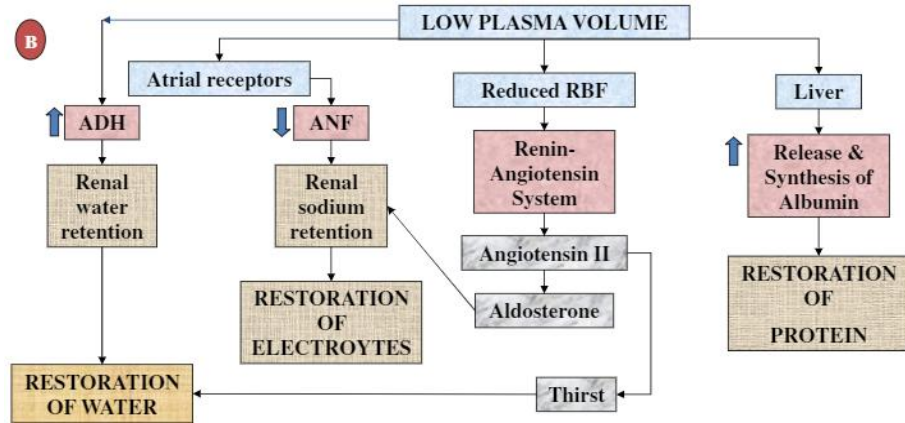 B
LOW PLASMA VOLUME
Atrial receptors
Reduced RBF
Liver
ADH
ANF
Renin-
Angiotensin
System
Release &
Synthesis of
Albumin
Renal
water
retention
Renal
sodium
retention
Angiotensin II
Aldosterone
RESTORATION
OF
ELECTROYTES
RESTORATION
OF
PROTEIN
RESTORATION
OF WATER
Thirst